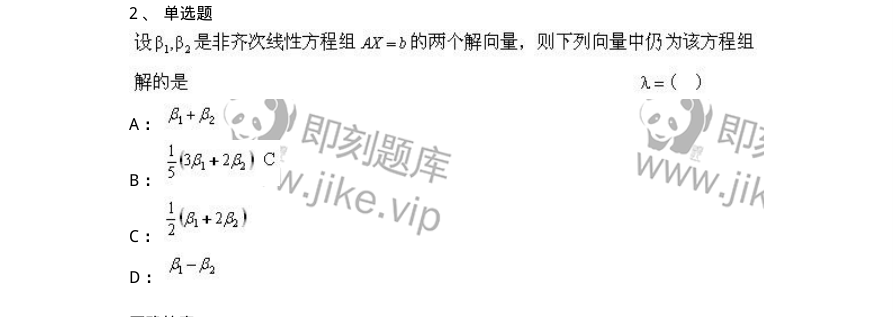 2、 单选题
设β₁,β₂是非齐次线性方程组 AX = b 的两个解向量，则下列向量中仍为该方程组
解的是 λ = ( )
A： β₁ + β₂
B： 1/5 (3β₁ + 2β₂) C
C： 1/2 (β₁ + 2β₂)
D： β₁ − β₂
即刻题库
www.jike.vip
即刻
www.jike.vip